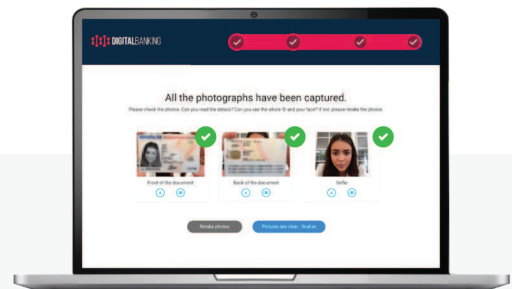 DIGITALBANKING
All the photographs have been captured.
Please check the photos. Can you read the details? Can you see the whole ID and your face? If not, please retake the photos.
Front of the document
Back of the document
Selfie
Retake photos
Pictures are clear - finalise